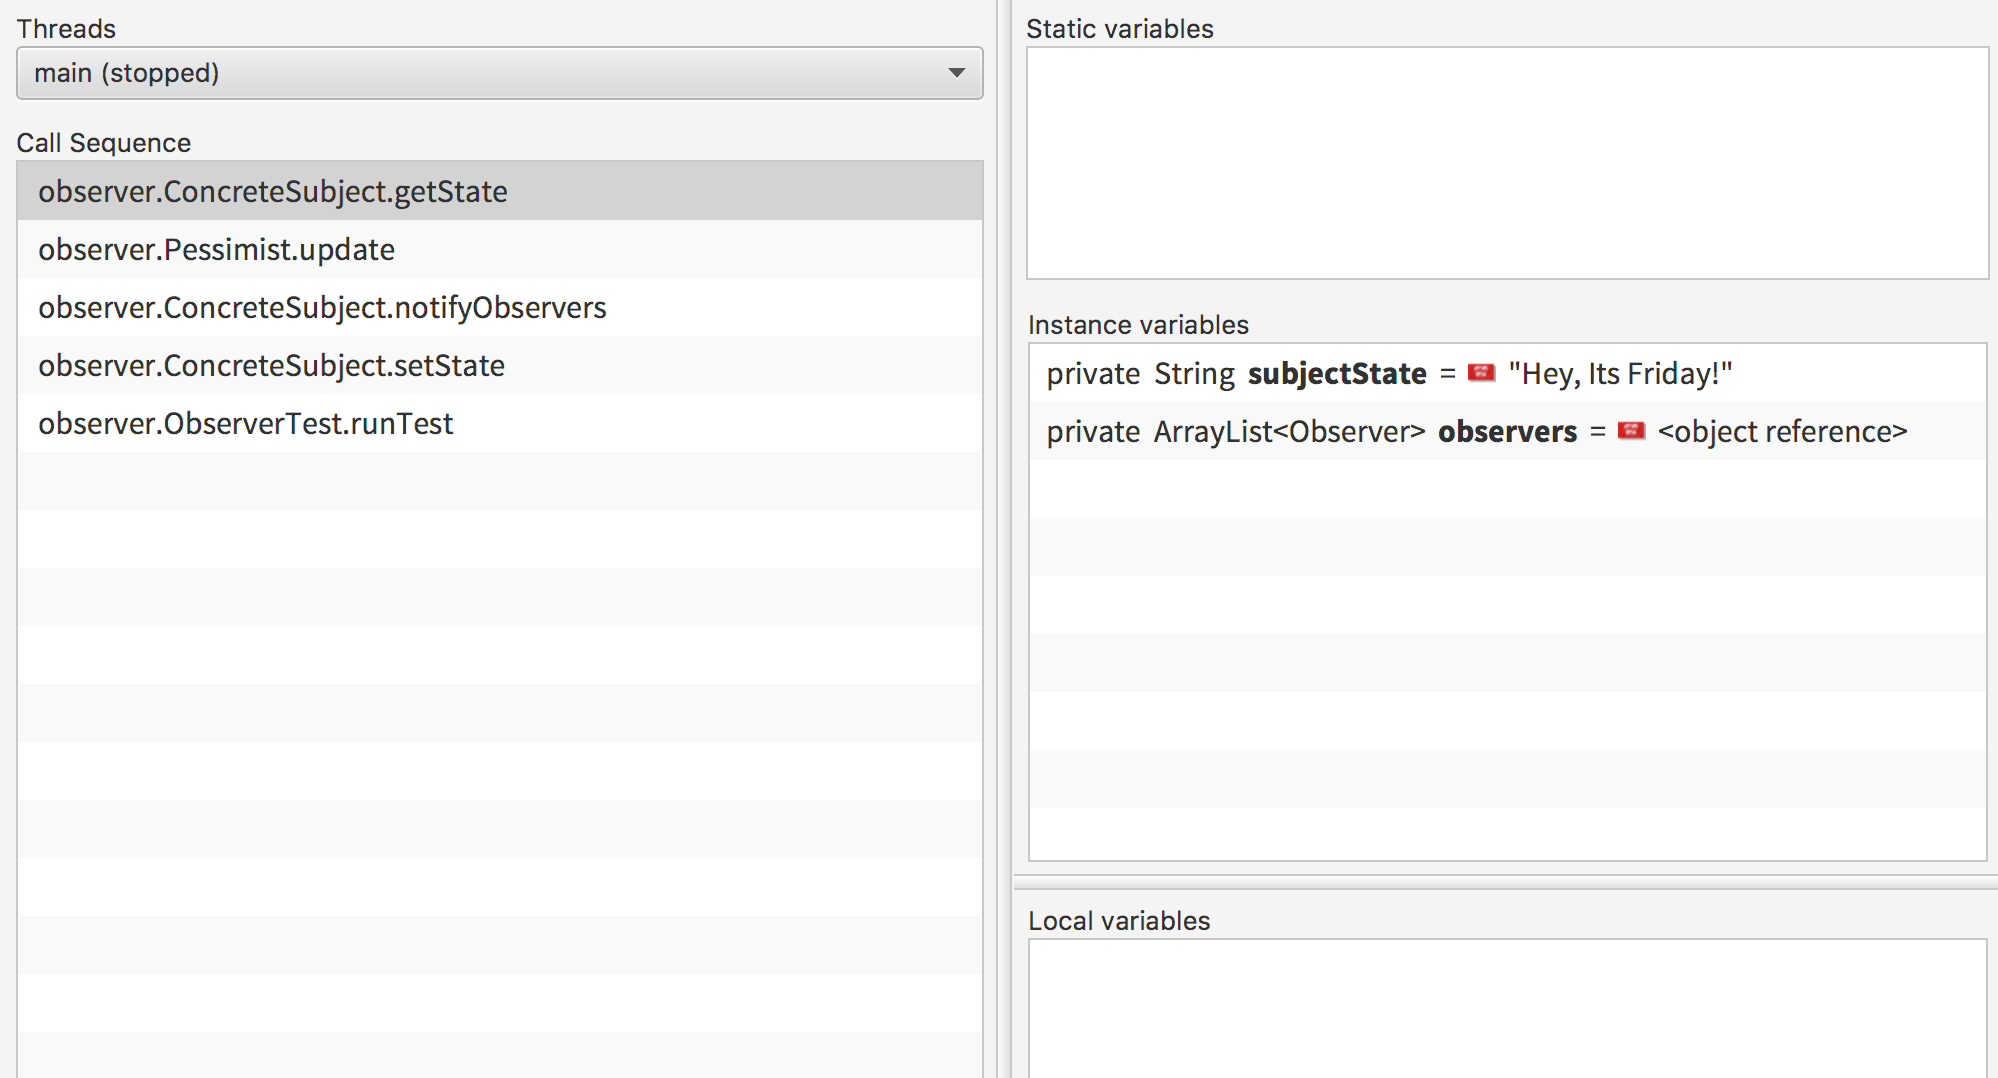 Threads
main (stopped)
Call Sequence
observer.ConcreteSubject.getState
observer.Pessimist.update
observer.ConcreteSubject.notifyObservers
observer.ConcreteSubject.setState
observer.ObserverTest.runTest
Static variables
Instance variables
private String subjectState = "Hey, Its Friday!"
private ArrayList<Observer> observers = <object reference>
Local variables